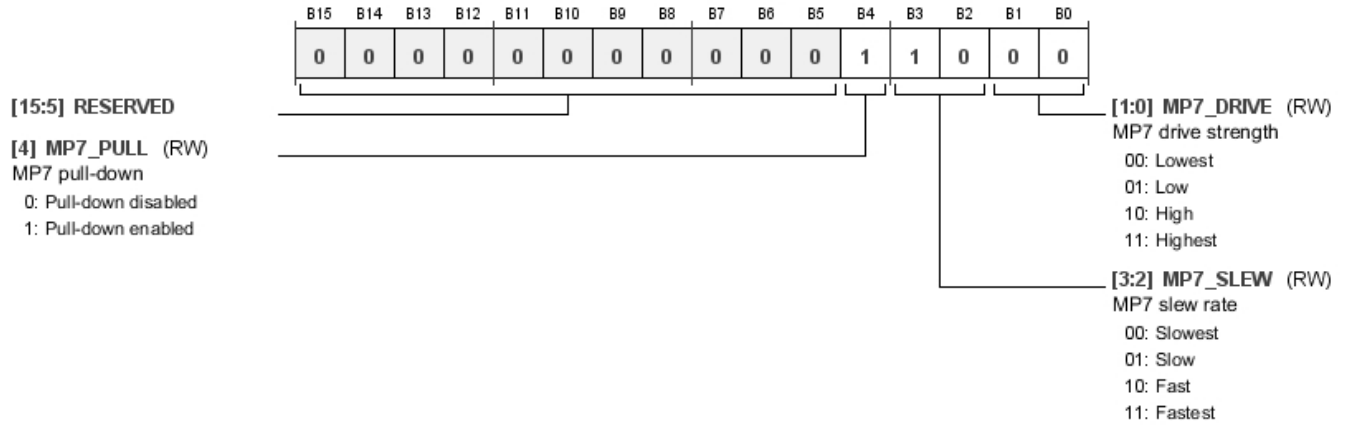 B15 B14 B13 B12 B11 B10 B9 B8 B7 B6 B5 B4 B3 B2 B1 B0
0 0 0 0 0 0 0 0 0 0 0 1 1 0 0 0
[15:5] RESERVED
[4] MP7_PULL (RW)
MP7 pull-down
0: Pull-down disabled
1: Pull-down enabled
[1:0] MP7_DRIVE (RW)
MP7 drive strength
00: Lowest
01: Low
10: High
11: Highest
[3:2] MP7_SLEW (RW)
MP7 slew rate
00: Slowest
01: Slow
10: Fast
11: Fastest